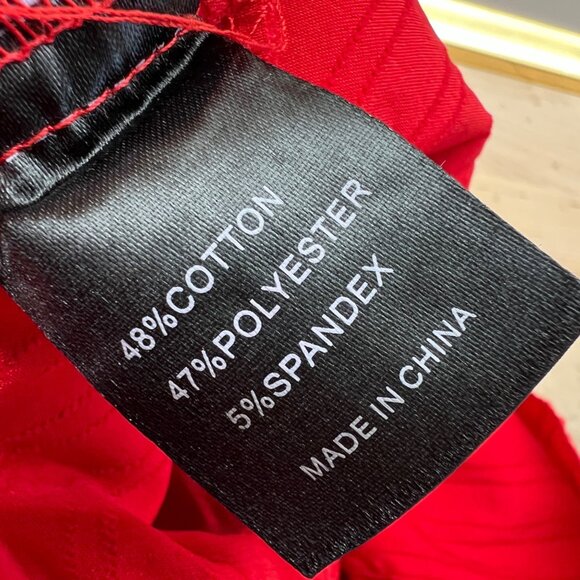 48%COTTON
47%POLYESTER
5%SPANDEX
MADE IN CHINA